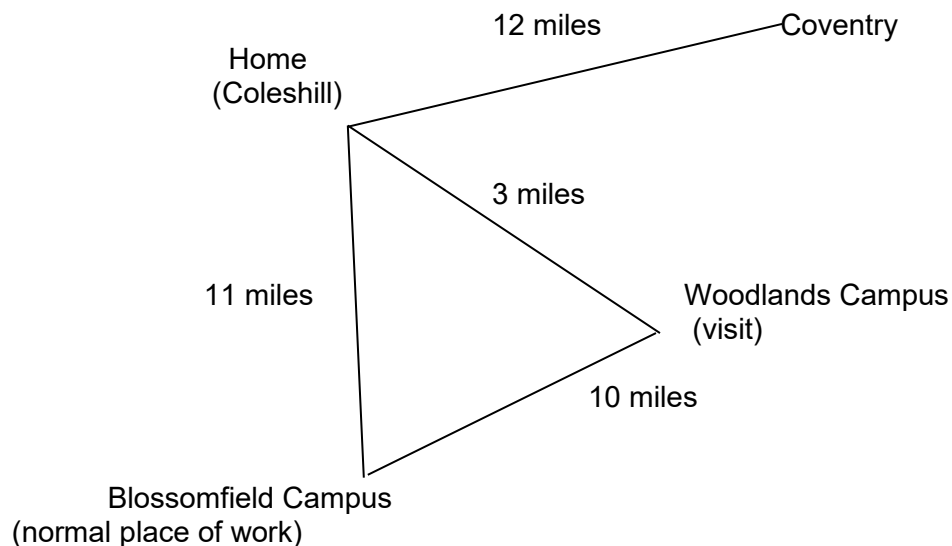 12 miles
Coventry
Home
(Coleshill)
3 miles
11 miles
Woodlands Campus
(visit)
10 miles
Blossomfield Campus
(normal place of work)